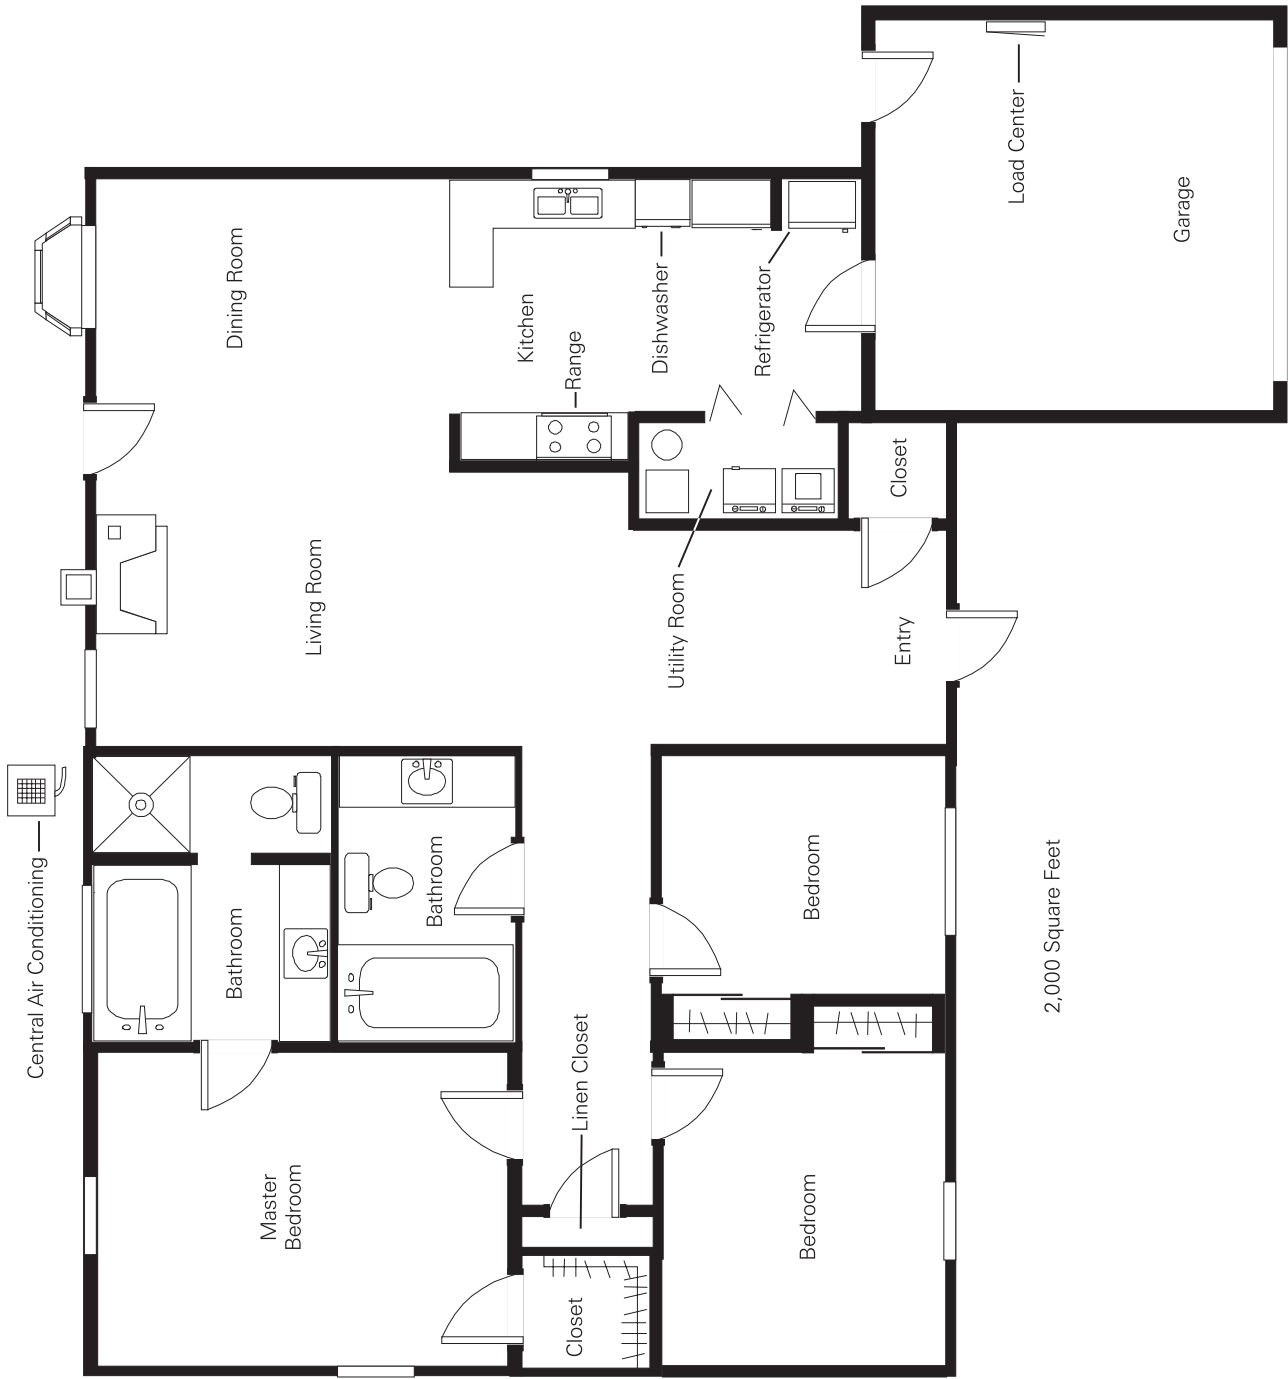 Load Center
Garage
Dining Room
Kitchen
Range
Dishwasher
Refrigerator
Closet
Living Room
Utility Room
Entry
Central Air Conditioning
Bathroom
Bathroom
Bedroom
2,000 Square Feet
Linen Closet
Master
Bedroom
Bedroom
Closet